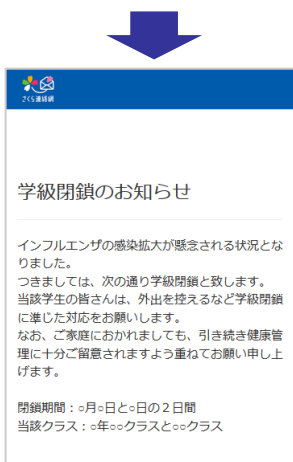 さくら連絡網
学級閉鎖のお知らせ
インフルエンザの感染拡大が懸念される状況とな
りました。
つきましては、次の通り学級閉鎖と致します。
当該学生の皆さんは、外出を控えるなど学級閉鎖
に準じた対応をお願いします。
なお、ご家庭におかれましても、引き続き健康管
理に十分ご留意されますよう重ねてお願い申し上
げます。
閉鎖期間：○月○日と○日の２日間
当該クラス：○年○○クラスと○○クラス